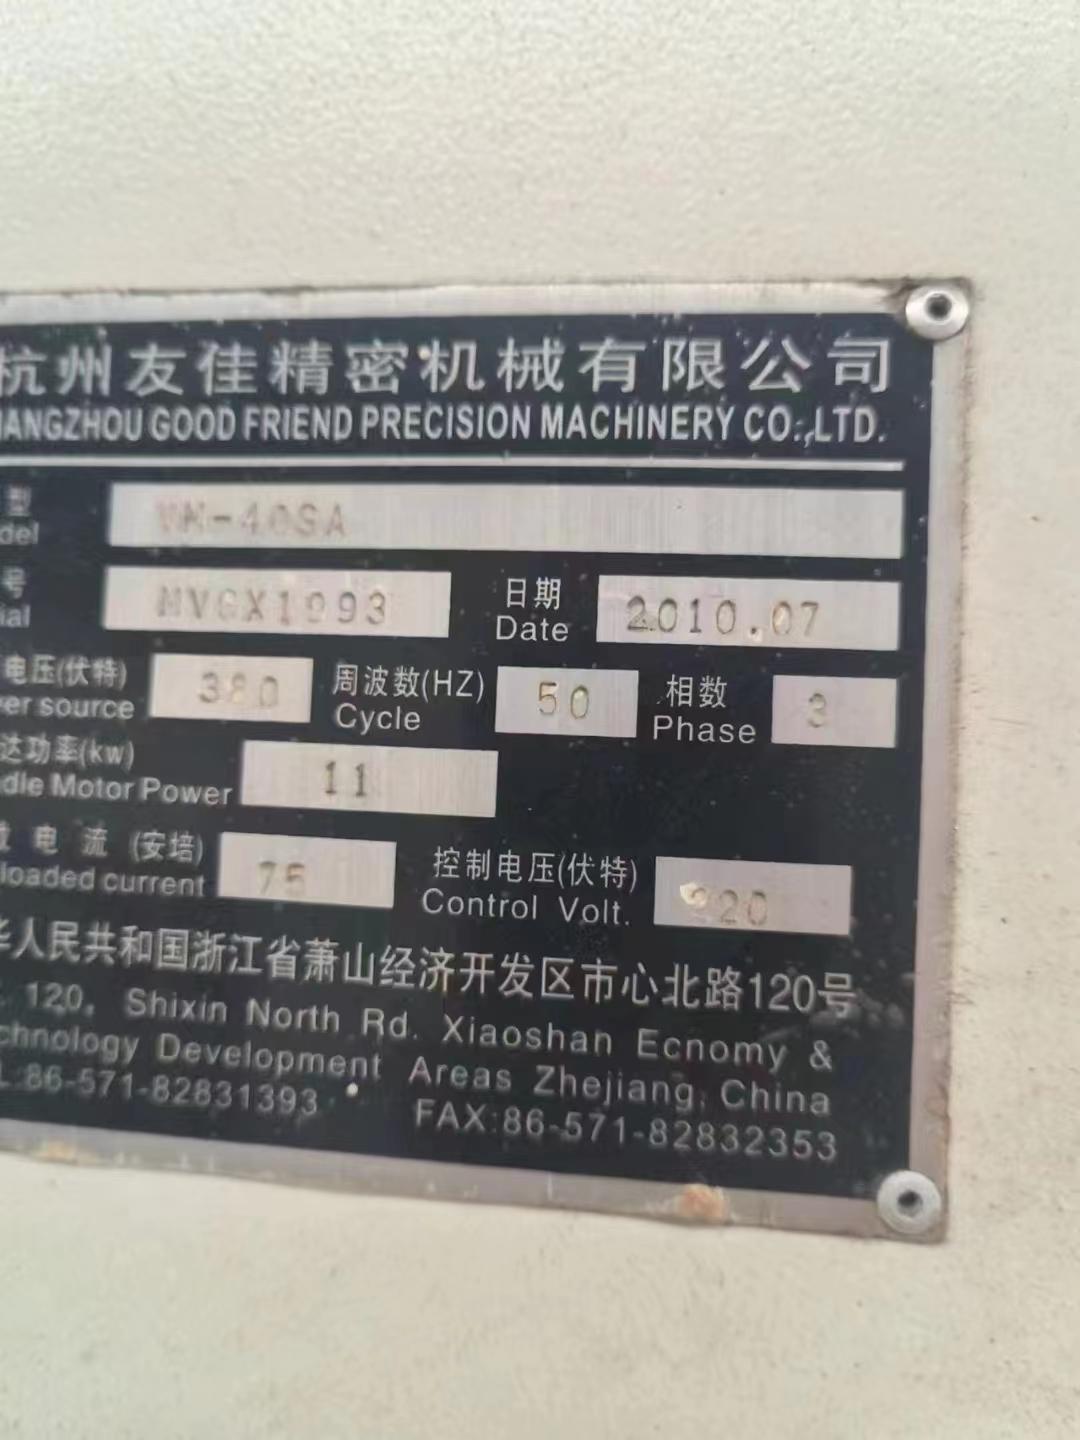 杭州友佳精密机械有限公司
HANGZHOU GOOD FRIEND PRECISION MACHINERY CO.,LTD.
型 VM-40SA
del
号 MVGX1993 日期 2010.07
ial Date
电压(伏特) 380 周波数(HZ) 50 相数 3
er source Cycle Phase
达功率(kw) 11
dle Motor Power
电流(安培) 75 控制电压(伏特) 220
loaded current Control Volt.
华人民共和国浙江省萧山经济开发区市心北路120号
120, Shixin North Rd. Xiaoshan Ecnomy &
chnology Development Areas Zhejiang, China
L:86-571-82831393 FAX:86-571-82832353